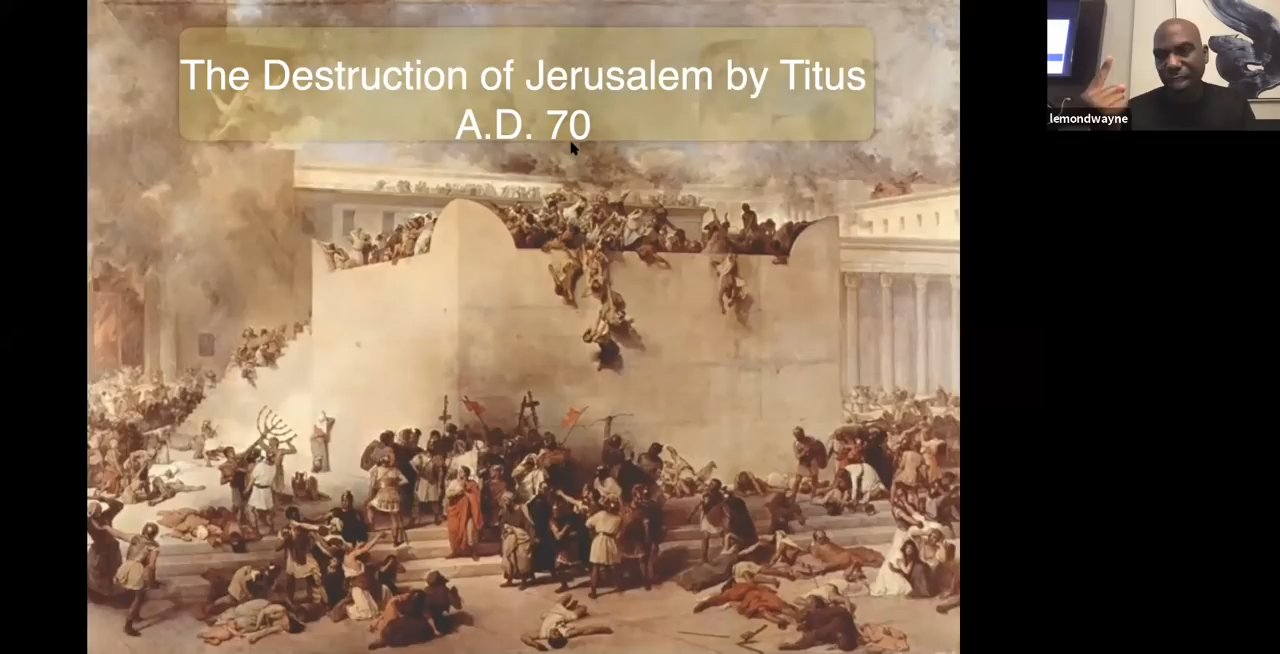 The Destruction of Jerusalem by Titus
A.D. 70
lemondwayne